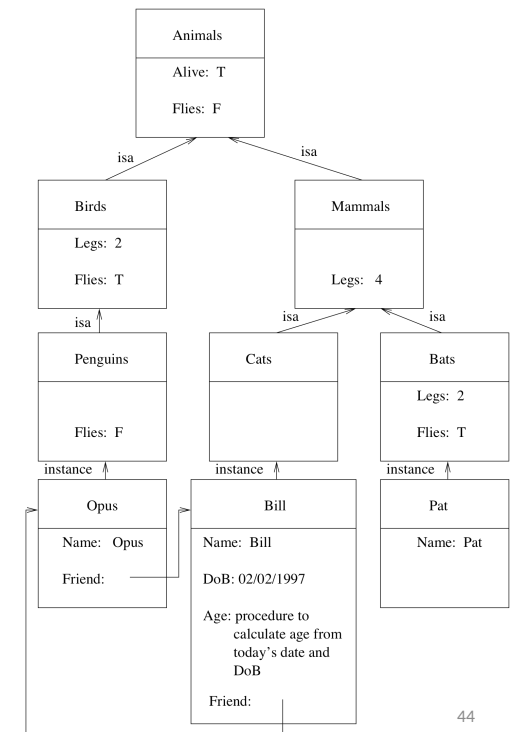 Animals
Alive: T
Flies: F
isa
isa
Birds
Legs: 2
Flies: T
Mammals
Legs: 4
isa
isa
isa
Penguins
Flies: F
Cats
Bats
Legs: 2
Flies: T
instance
instance
instance
Opus
Name: Opus
Friend:
Bill
Name: Bill
DoB: 02/02/1997
Age: procedure to
calculate age from
today's date and
DoB
Friend:
Pat
Name: Pat
44